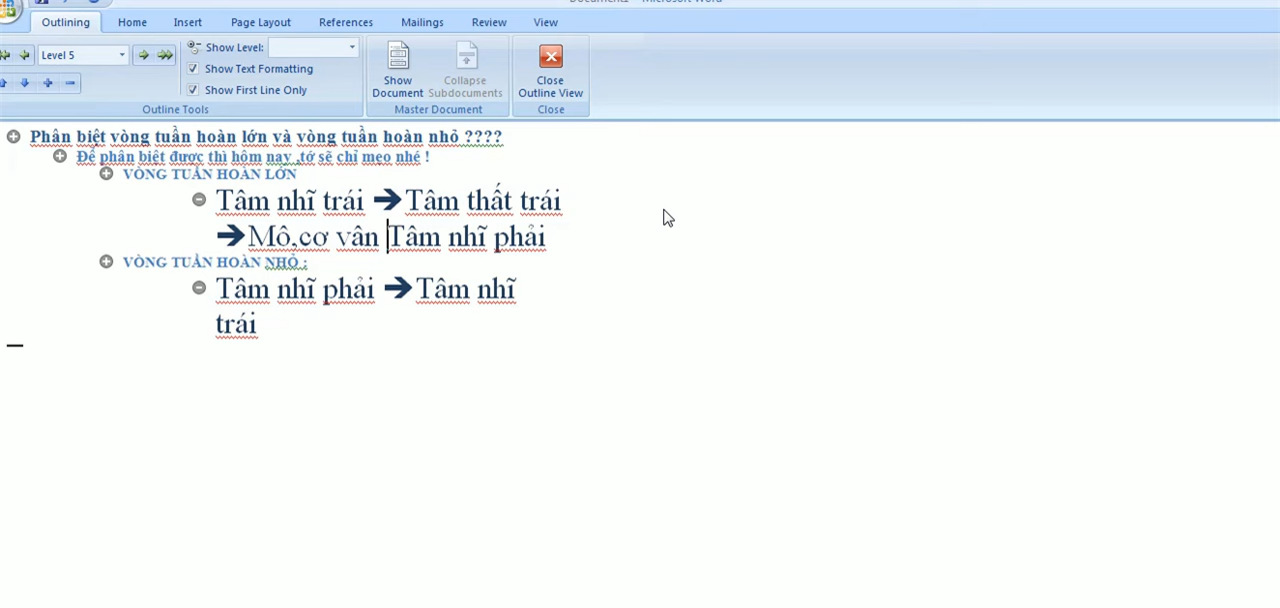 Outlining Home Insert Page Layout References Mailings Review View
Level 5 Show Level:
Show Text Formatting
Show First Line Only
Show Document Collapse Subdocuments Close Outline View
Outline Tools Master Document Close
Phân biệt vòng tuần hoàn lớn và vòng tuần hoàn nhỏ ????
Để phân biệt được thì hôm nay ,tớ sẽ chỉ mẹo nhé !
VÒNG TUẦN HOÀN LỚN
Tâm nhĩ trái ➔Tâm thất trái
➔Mô,cơ vân Tâm nhĩ phải
VÒNG TUẦN HOÀN NHỎ :
Tâm nhĩ phải ➔Tâm nhĩ
trái